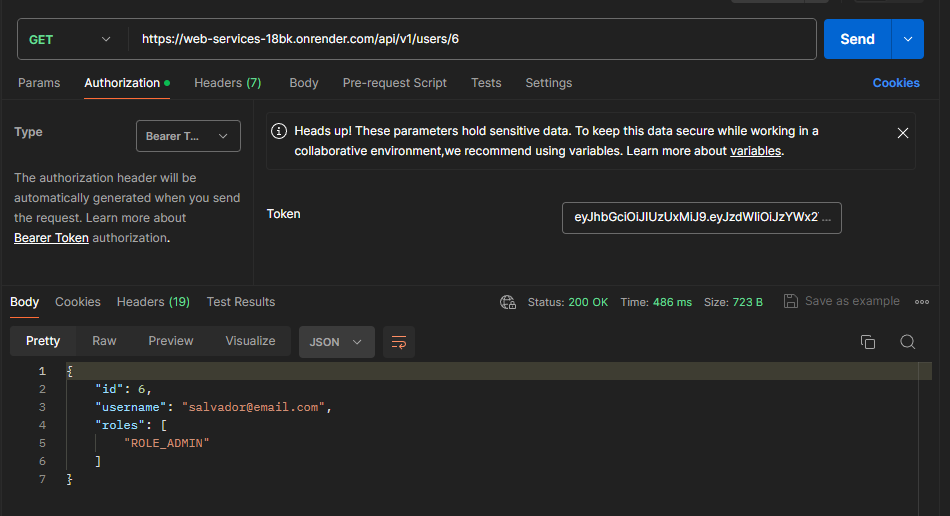 GET https://web-services-18bk.onrender.com/api/v1/users/6 Send
Params Authorization Headers (7) Body Pre-request Script Tests Settings Cookies
Type Bearer T...
The authorization header will be
automatically generated when you send
the request. Learn more about
Bearer Token authorization.
Heads up! These parameters hold sensitive data. To keep this data secure while working in a
collaborative environment,we recommend using variables. Learn more about variables.
Token eyJhbGciOiJIUzUxMiJ9.eyJzdWIiOiJzYWx2 ...
Body Cookies Headers (19) Test Results Status: 200 OK Time: 486 ms Size: 723 B Save as example
Pretty Raw Preview Visualize JSON
1 {
2 "id": 6,
3 "username": "salvador@email.com",
4 "roles": [
5 "ROLE_ADMIN"
6 ]
7 }